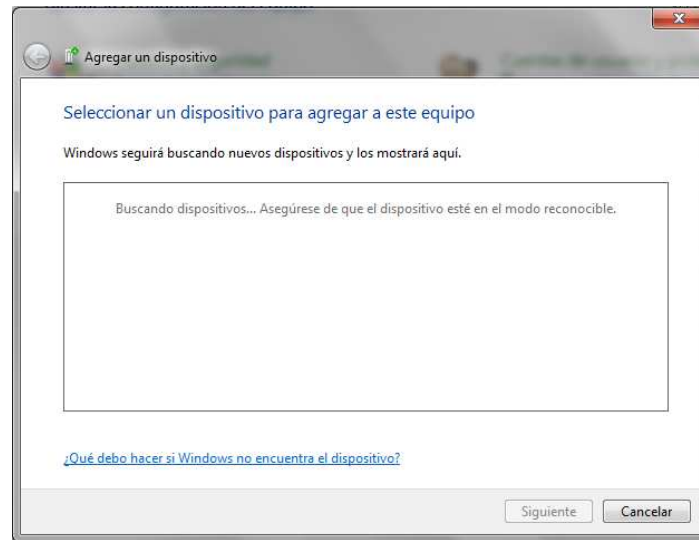 Agregar un dispositivo
Seleccionar un dispositivo para agregar a este equipo
Windows seguirá buscando nuevos dispositivos y los mostrará aquí.
Buscando dispositivos... Asegúrese de que el dispositivo esté en el modo reconocible.
¿Qué debo hacer si Windows no encuentra el dispositivo?
Siguiente
Cancelar